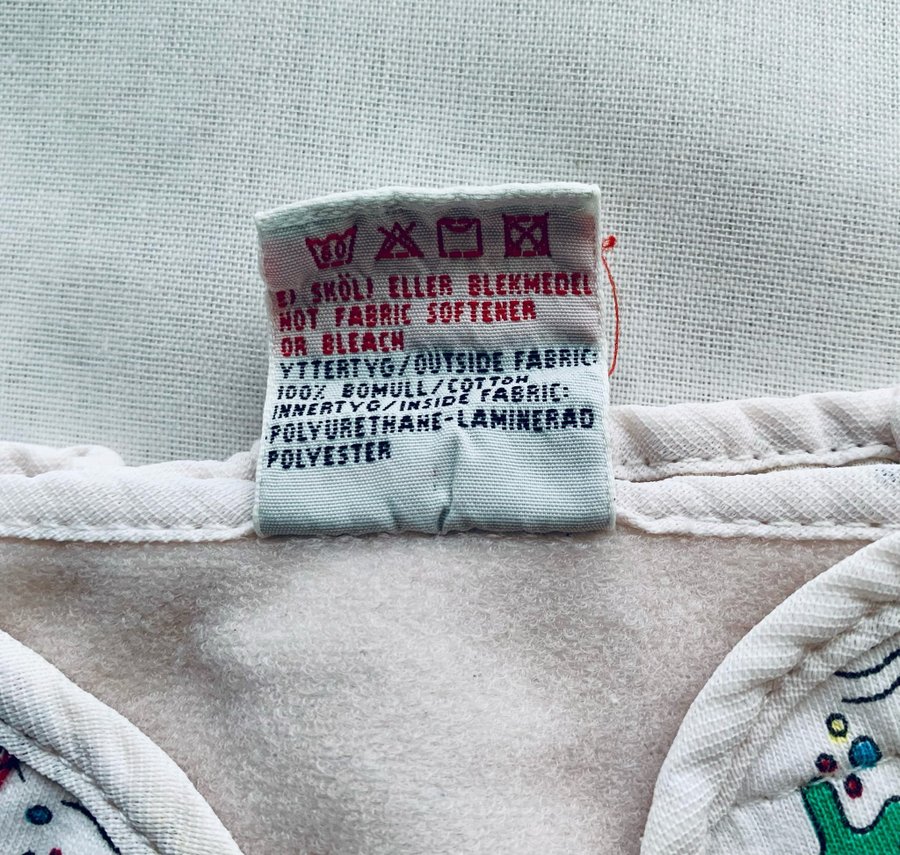 60
EJ SKÖLJ ELLER BLEKMEDEL
NOT FABRIC SOFTENER
OR BLEACH
YTTERTYG/OUTSIDE FABRIC:
100% BOMULL/COTTON
INNERTYG/INSIDE FABRIC:
POLYURETHANE-LAMINERAD
POLYESTER